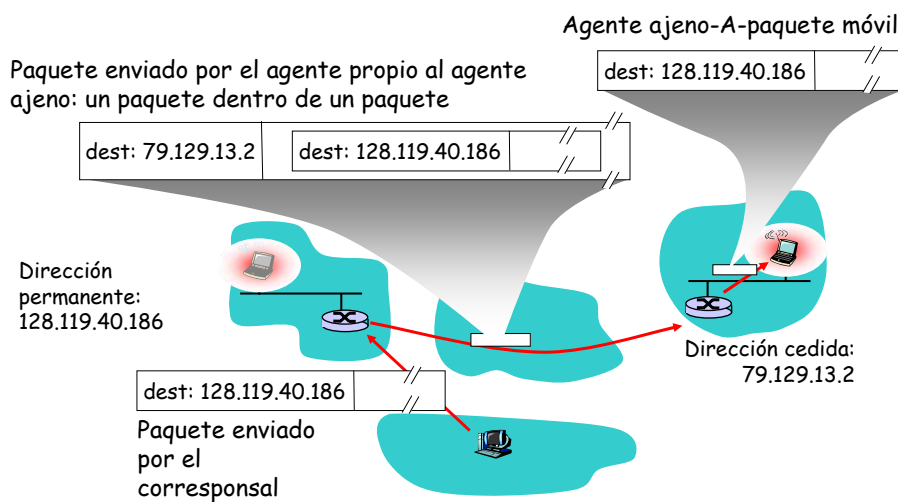 Agente ajeno-A-paquete móvil
dest: 128.119.40.186
Paquete enviado por el agente propio al agente
ajeno: un paquete dentro de un paquete
dest: 79.129.13.2
dest: 128.119.40.186
Dirección
permanente:
128.119.40.186
Dirección cedida:
79.129.13.2
dest: 128.119.40.186
Paquete enviado
por el
corresponsal